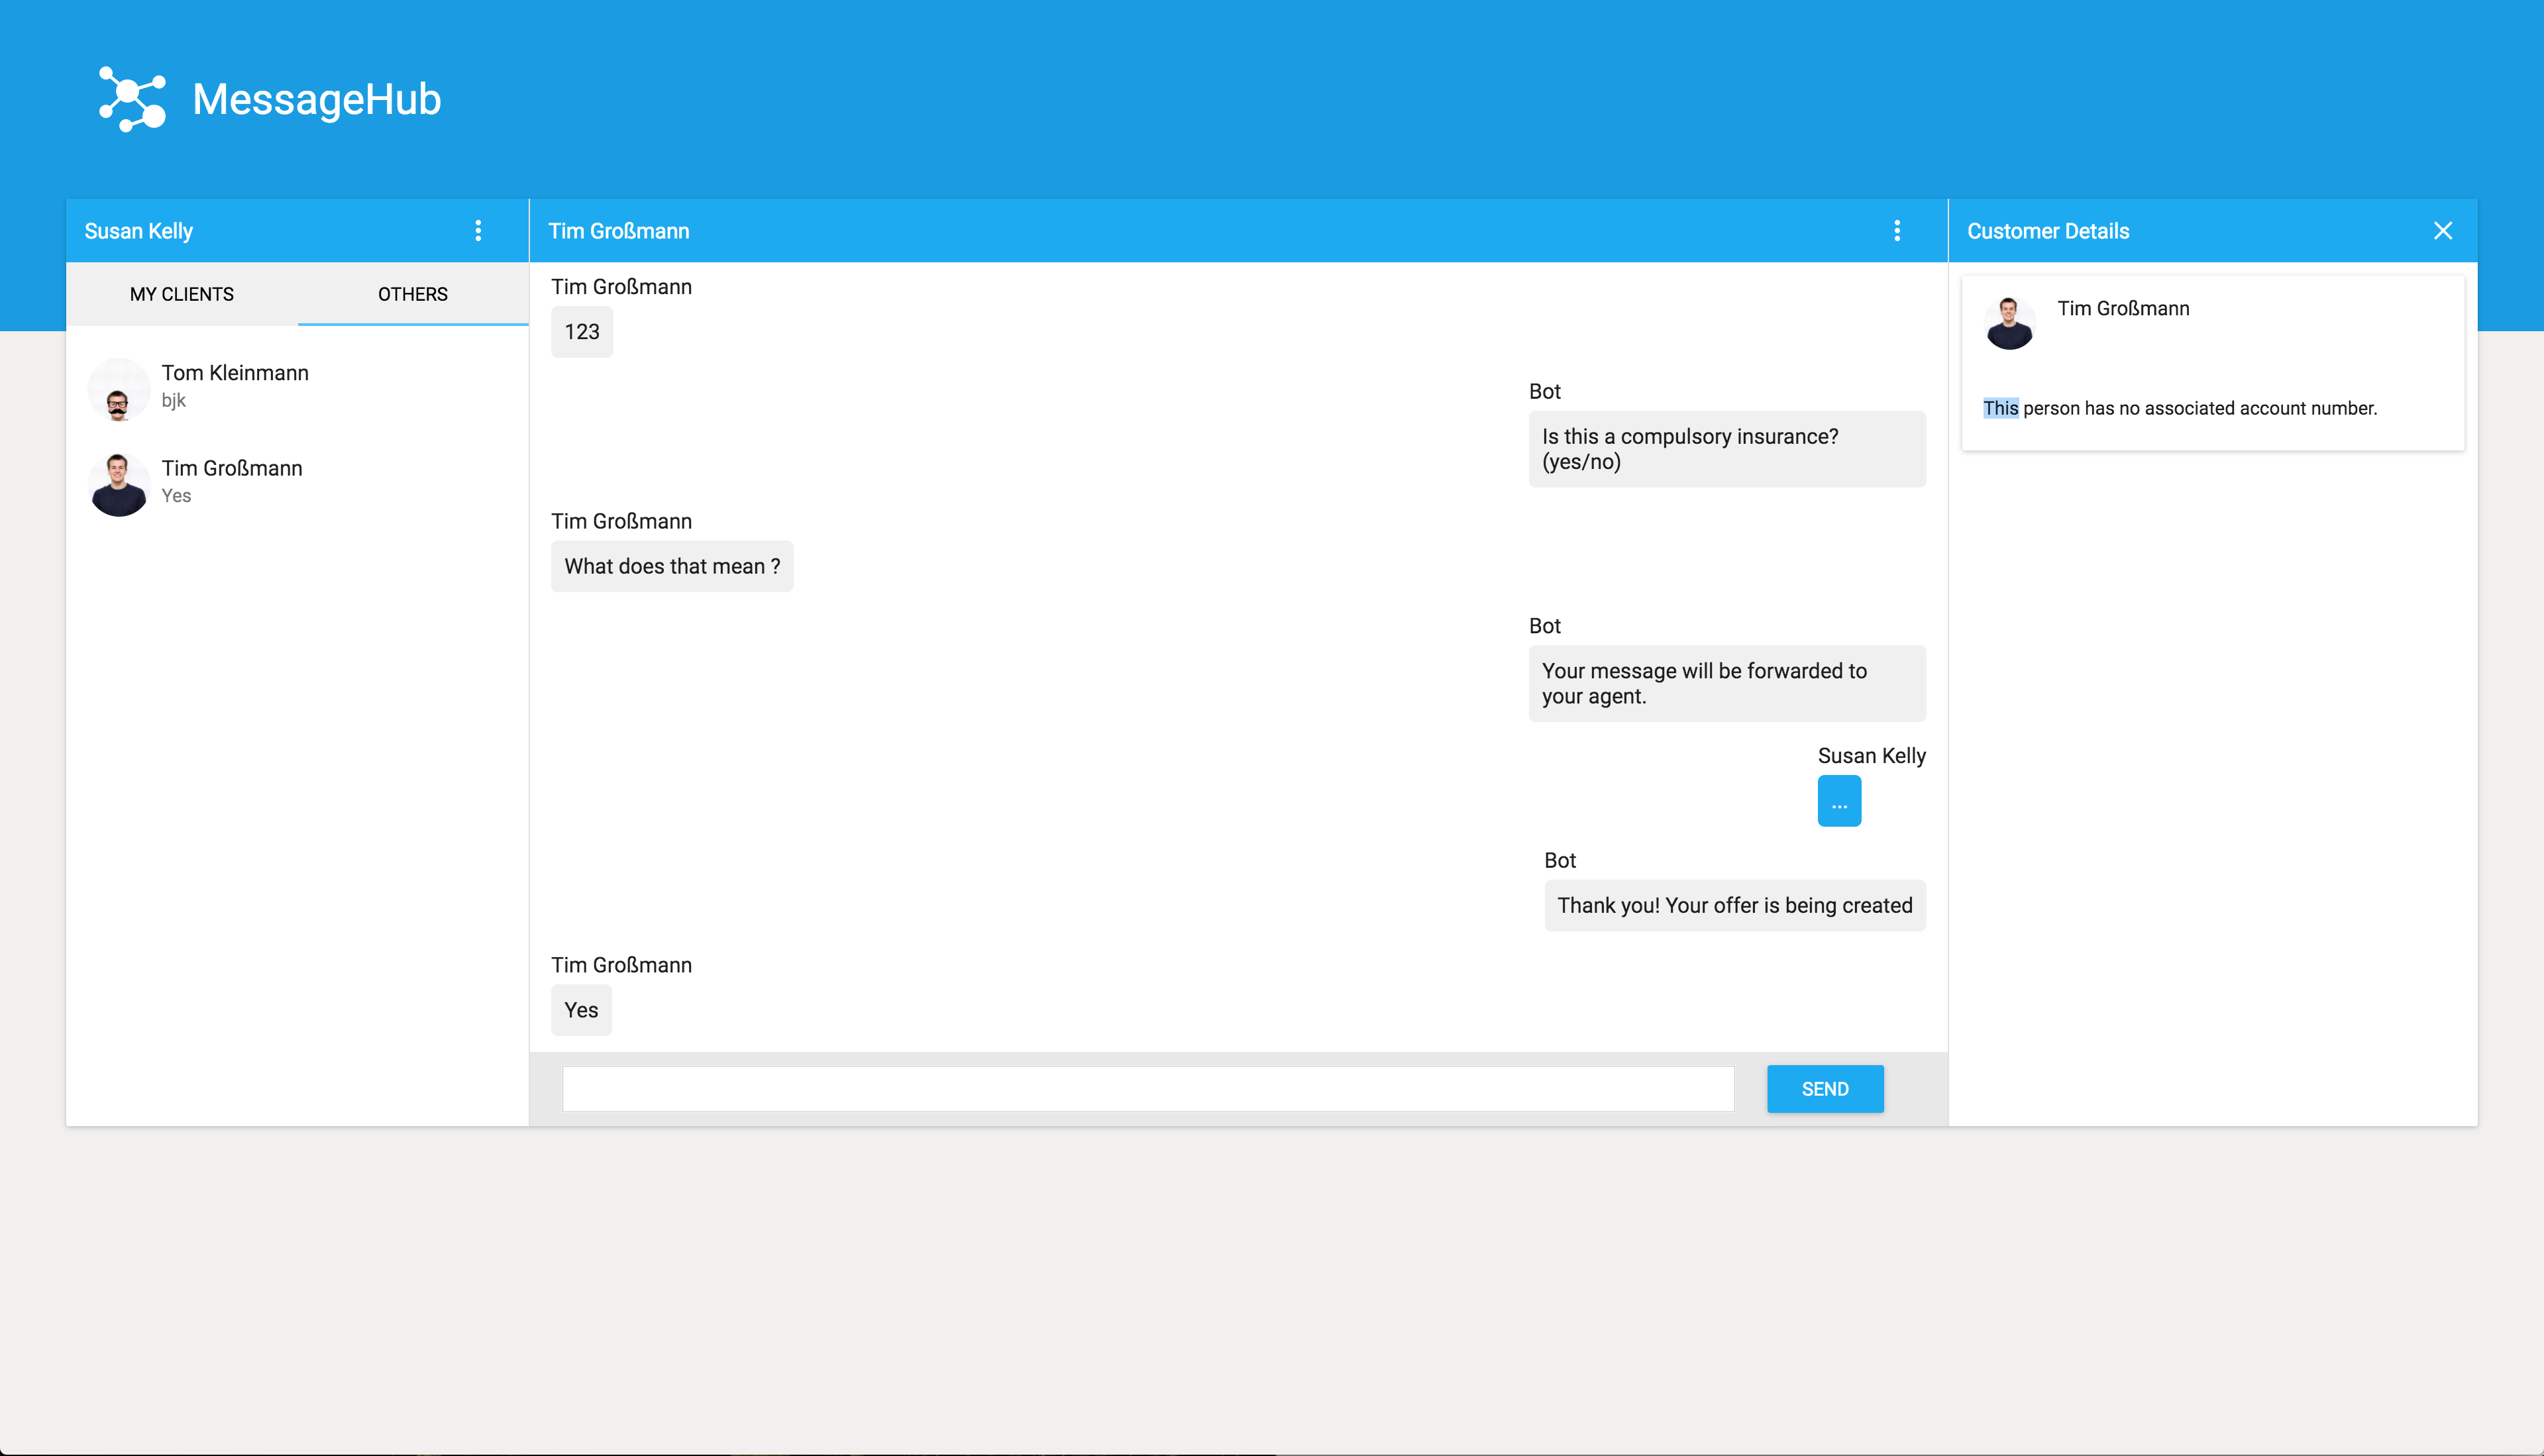 MessageHub
Susan Kelly
MY CLIENTS
OTHERS
Tom Kleinmann
bjk
Tim Großmann
Yes
Tim Großmann
Tim Großmann
123
Bot
Is this a compulsory insurance?
(yes/no)
Tim Großmann
What does that mean ?
Bot
Your message will be forwarded to
your agent.
Susan Kelly
...
Bot
Thank you! Your offer is being created
Tim Großmann
Yes
SEND
Customer Details
Tim Großmann
This person has no associated account number.